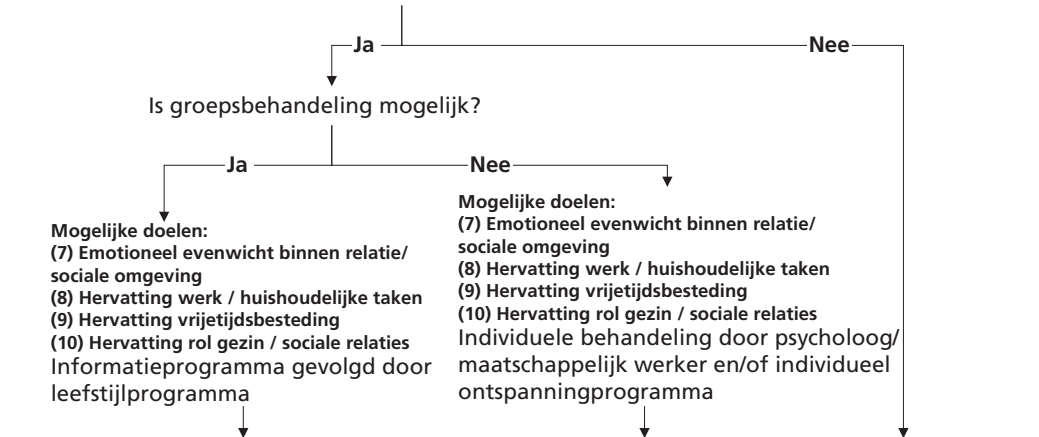 Ja
Nee
Is groepsbehandeling mogelijk?
Ja
Nee
Mogelijke doelen:
(7) Emotioneel evenwicht binnen relatie/
sociale omgeving
(8) Hervatting werk / huishoudelijke taken
(9) Hervatting vrijetijdsbesteding
(10) Hervatting rol gezin / sociale relaties
Informatieprogramma gevolgd door
leefstijlprogramma
Mogelijke doelen:
(7) Emotioneel evenwicht binnen relatie/
sociale omgeving
(8) Hervatting werk / huishoudelijke taken
(9) Hervatting vrijetijdsbesteding
(10) Hervatting rol gezin / sociale relaties
Individuele behandeling door psycholoog/
maatschappelijk werker en/of individueel
ontspanningprogramma